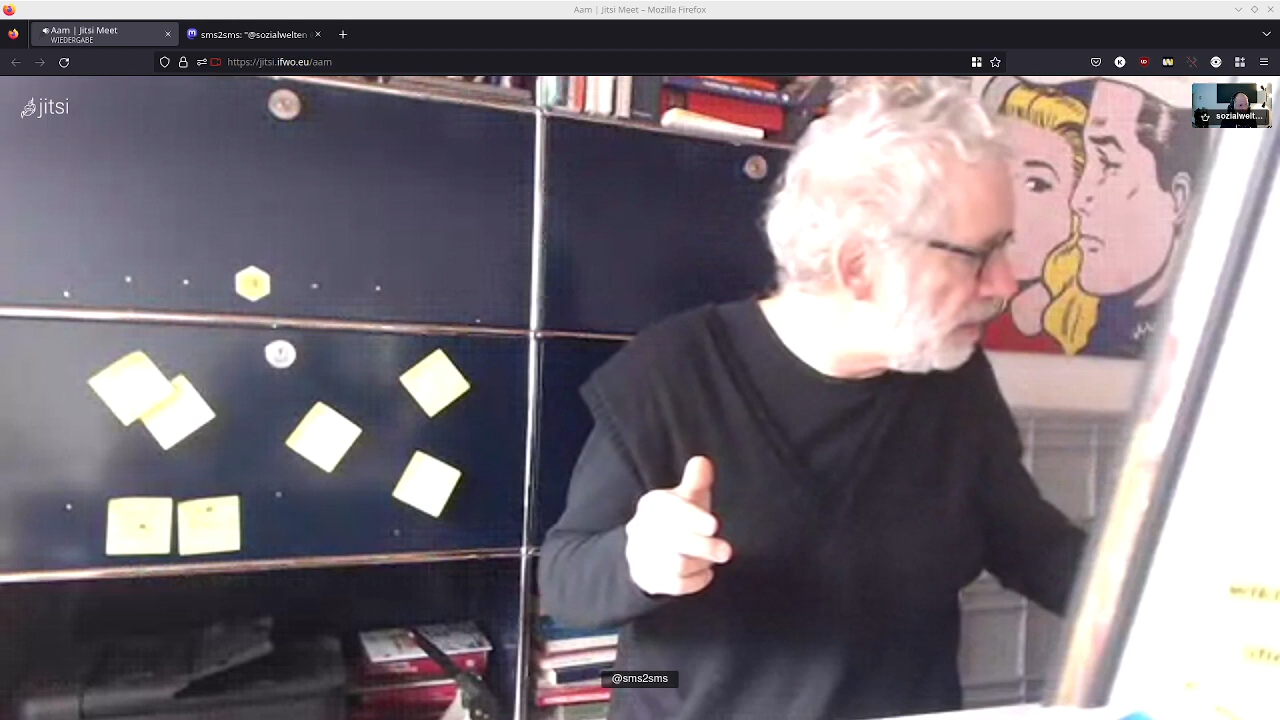 Aam | Jitsi Meet – Mozilla Firefox
Aam | Jitsi Meet
WIEDERGABE
sms2sms: "@sozialwelten
https://jitsi.ifwo.eu/aam
jitsi
sozialwelt...
@sms2sms